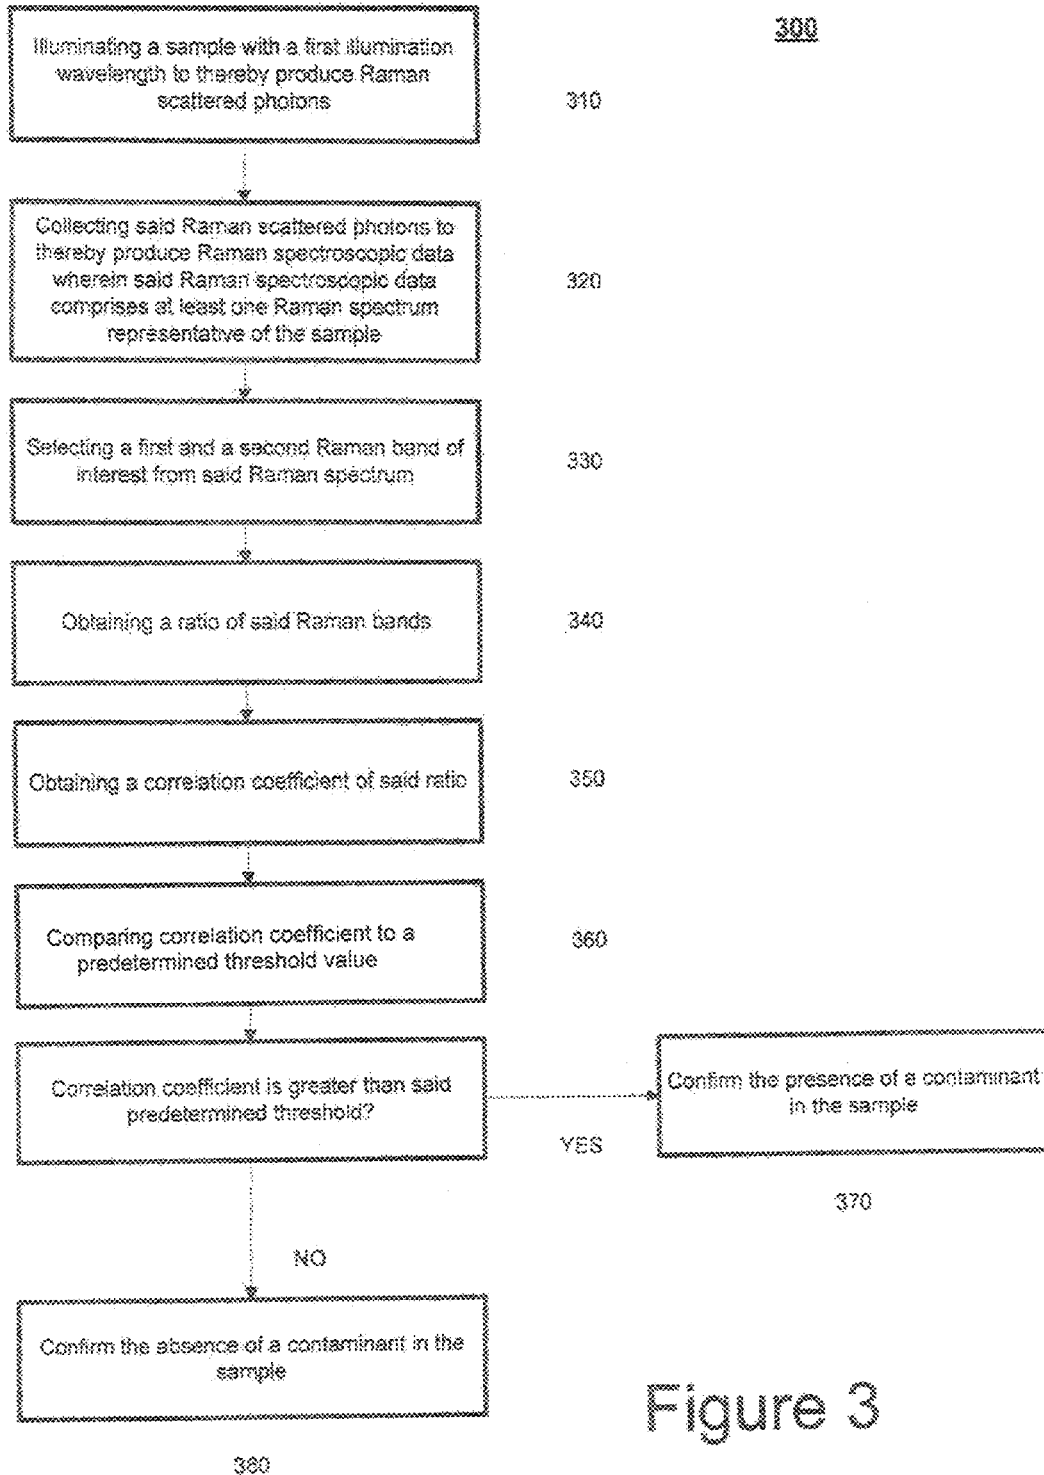 300
Illuminating a sample with a first illumination
wavelength to thereby produce Raman
scattered photons
310
Collecting said Raman scattered photons to
thereby produce Raman spectroscopic data
wherein said Raman spectroscopic data
comprises at least one Raman spectrum
representative of the sample
320
Selecting a first and a second Raman band of
interest from said Raman spectrum
330
Obtaining a ratio of said Raman bands
340
Obtaining a correlation coefficient of said ratio
350
Comparing correlation coefficient to a
predetermined threshold value
360
Correlation coefficient is greater than said
predetermined threshold?
YES
Confirm the presence of a contaminant
in the sample
370
NO
Confirm the absence of a contaminant in the
sample
380
Figure 3